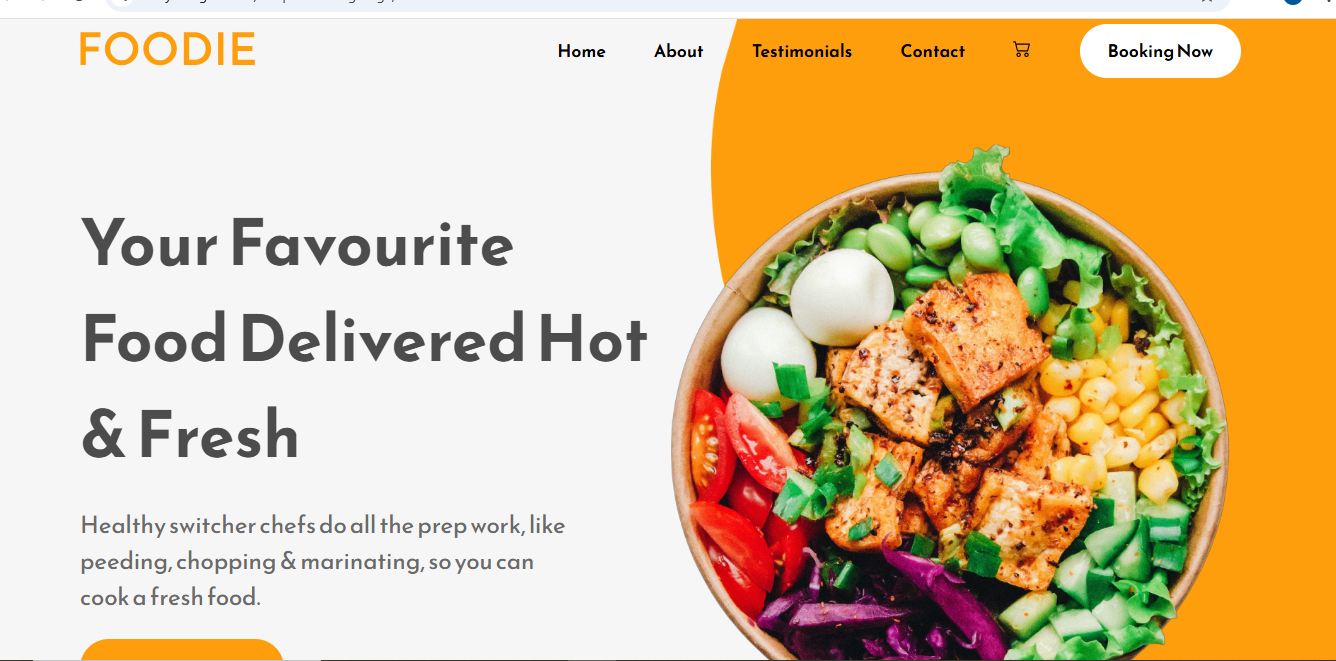 FOODIE
Home About Testimonials Contact Booking Now
Your Favourite
Food Delivered Hot
& Fresh
Healthy switcher chefs do all the prep work, like
peeding, chopping & marinating, so you can
cook a fresh food.